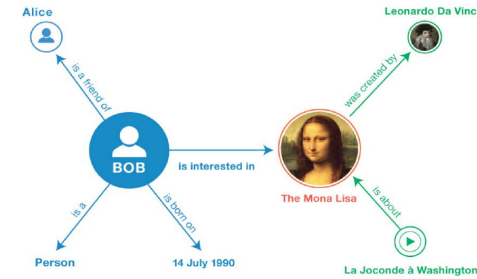 Alice
Leonardo Da Vinc
is a friend of
was created by
BOB
is interested in
The Mona Lisa
is a
is born on
is about
Person
14 July 1990
La Joconde à Washington